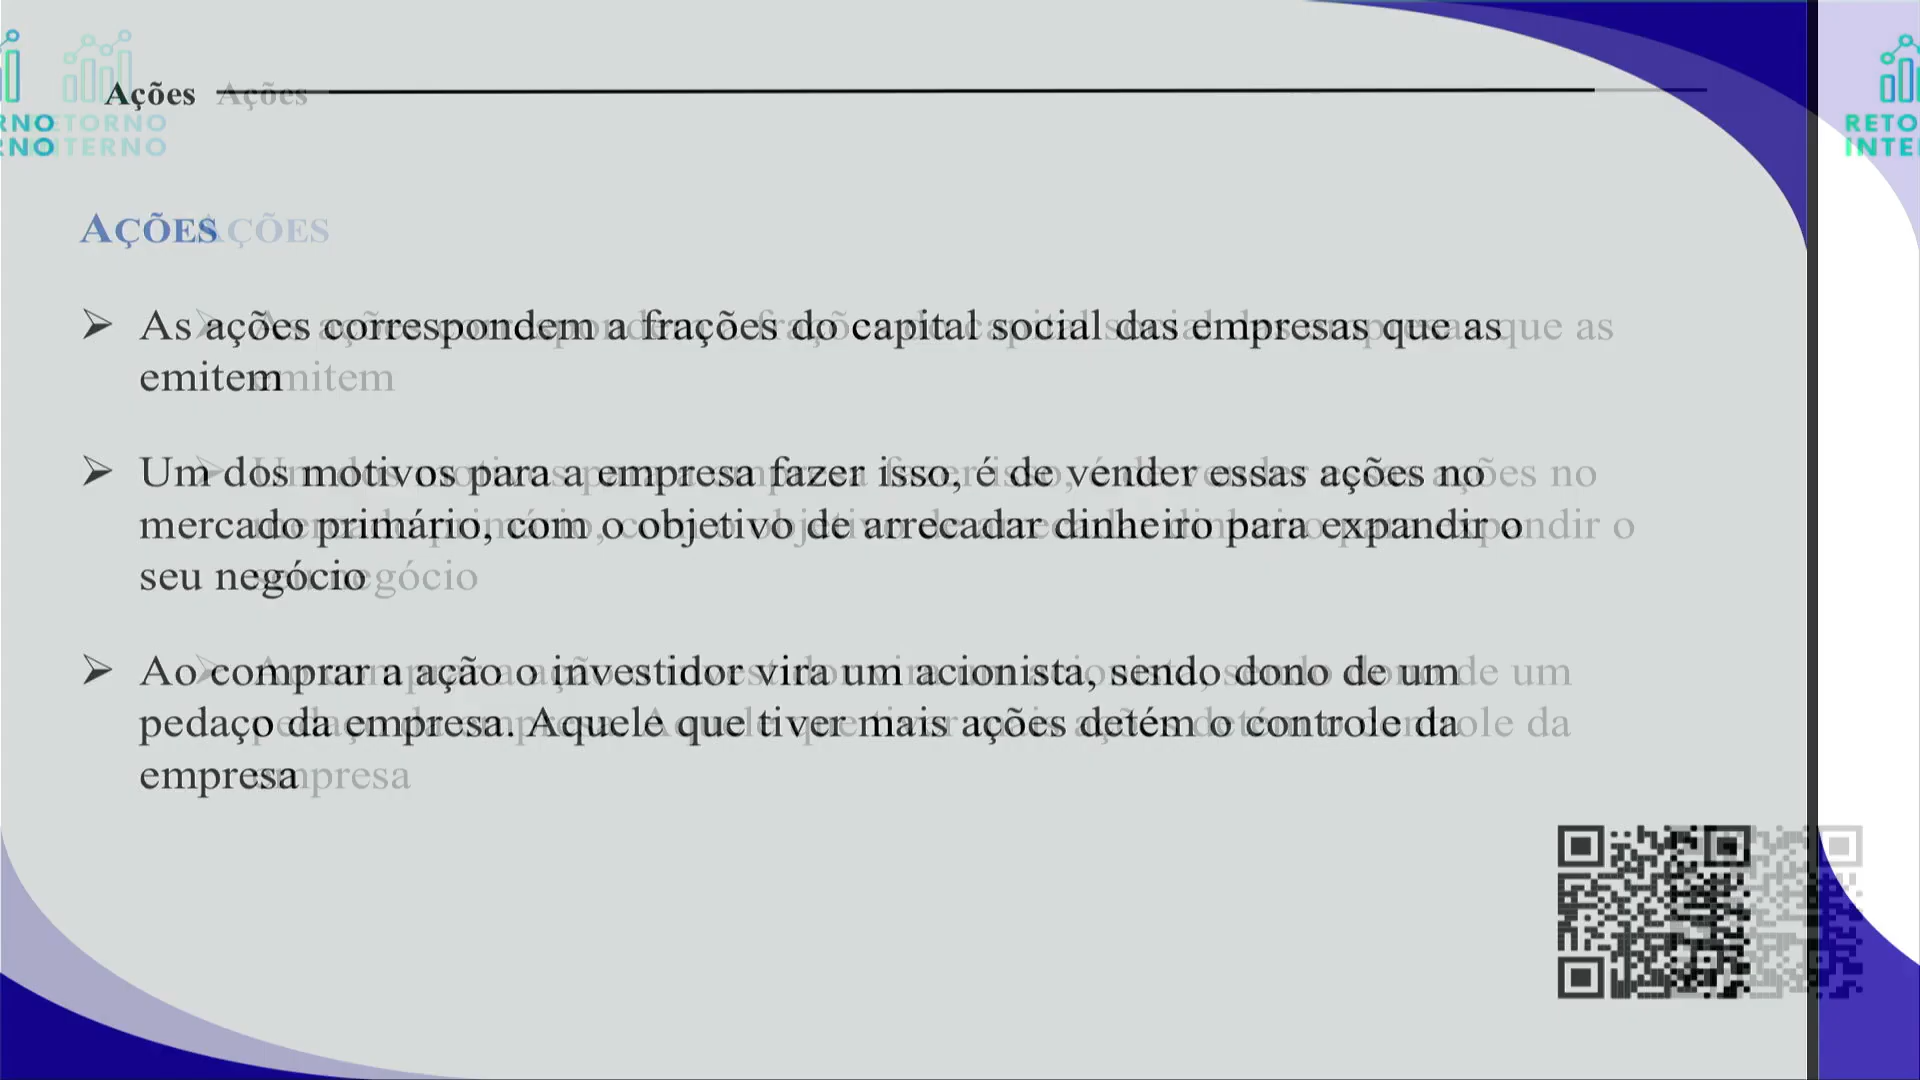 Ações
AÇÕES
➢ As ações correspondem a frações do capital social das empresas que as
emitem
➢ Um dos motivos para a empresa fazer isso, é de vender essas ações no
mercado primário, com o objetivo de arrecadar dinheiro para expandir o
seu negócio
➢ Ao comprar a ação o investidor vira um acionista, sendo dono de um
pedaço da empresa. Aquele que tiver mais ações detém o controle da
empresa